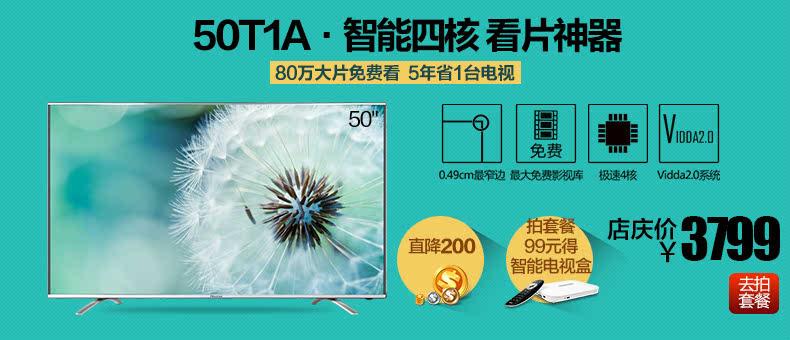 50T1A·智能四核 看片神器
80万大片免费看 5年省1台电视
50"
免费
VIDDA2.0
0.49cm最窄边
最大免费影视库
极速4核
Vidda2.0系统
直降200
拍套餐
99元得
智能电视盒
店庆价
¥3799
去拍
套餐
Hisense